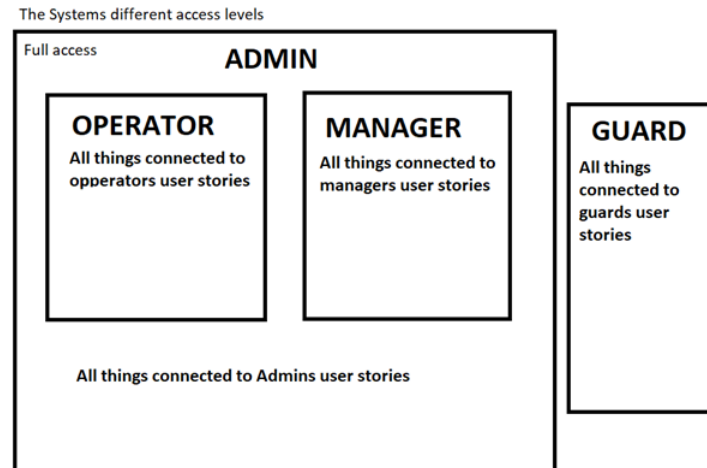 The Systems different access levels
Full access
ADMIN
OPERATOR
All things connected to
opperators user stories
MANAGER
All things connected to
managers user stories
GUARD
All things
connected to
guards user
stories
All things connected to Admins user stories